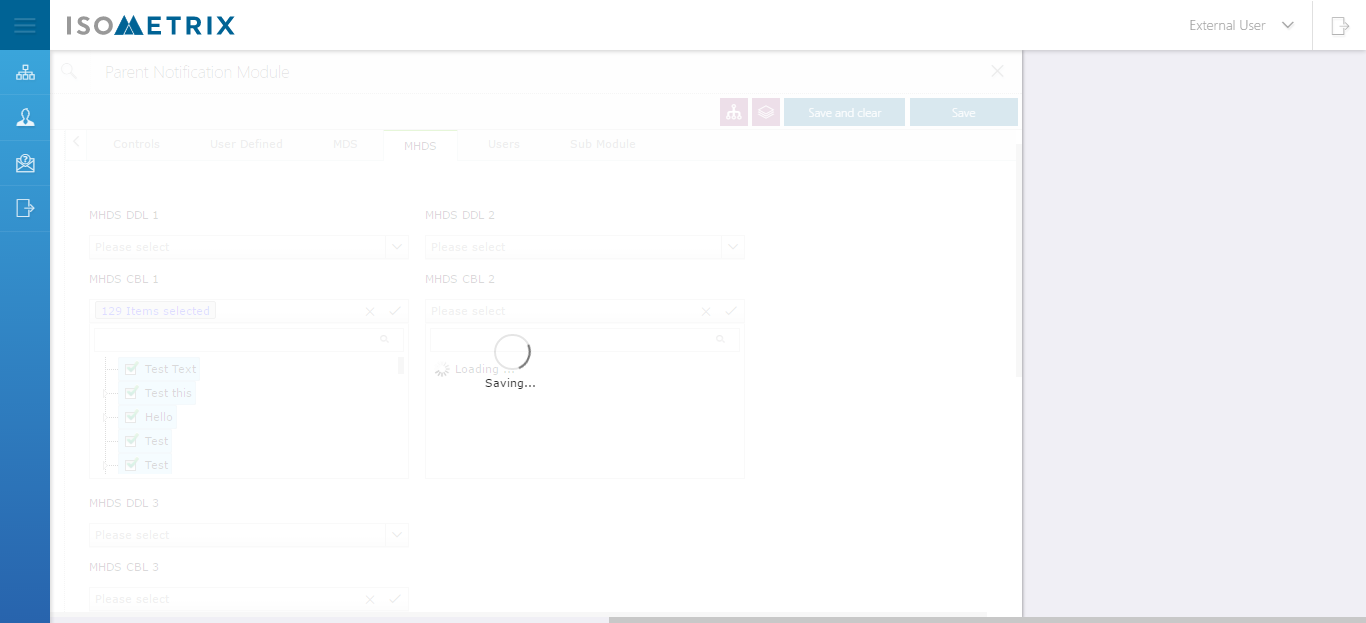 ISOMETRIX
External User
Parent Notification Module
Save and clear
Save
Controls
User Defined
MDS
MHDS
Users
Sub Module
MHDS DDL 1
MHDS DDL 2
Please select
Please select
MHDS CBL 1
MHDS CBL 2
129 Items selected
Please select
Test Text
Loading ...
Saving...
Test this
Hello
Test
Test
MHDS DDL 3
Please select
MHDS CBL 3
Please select